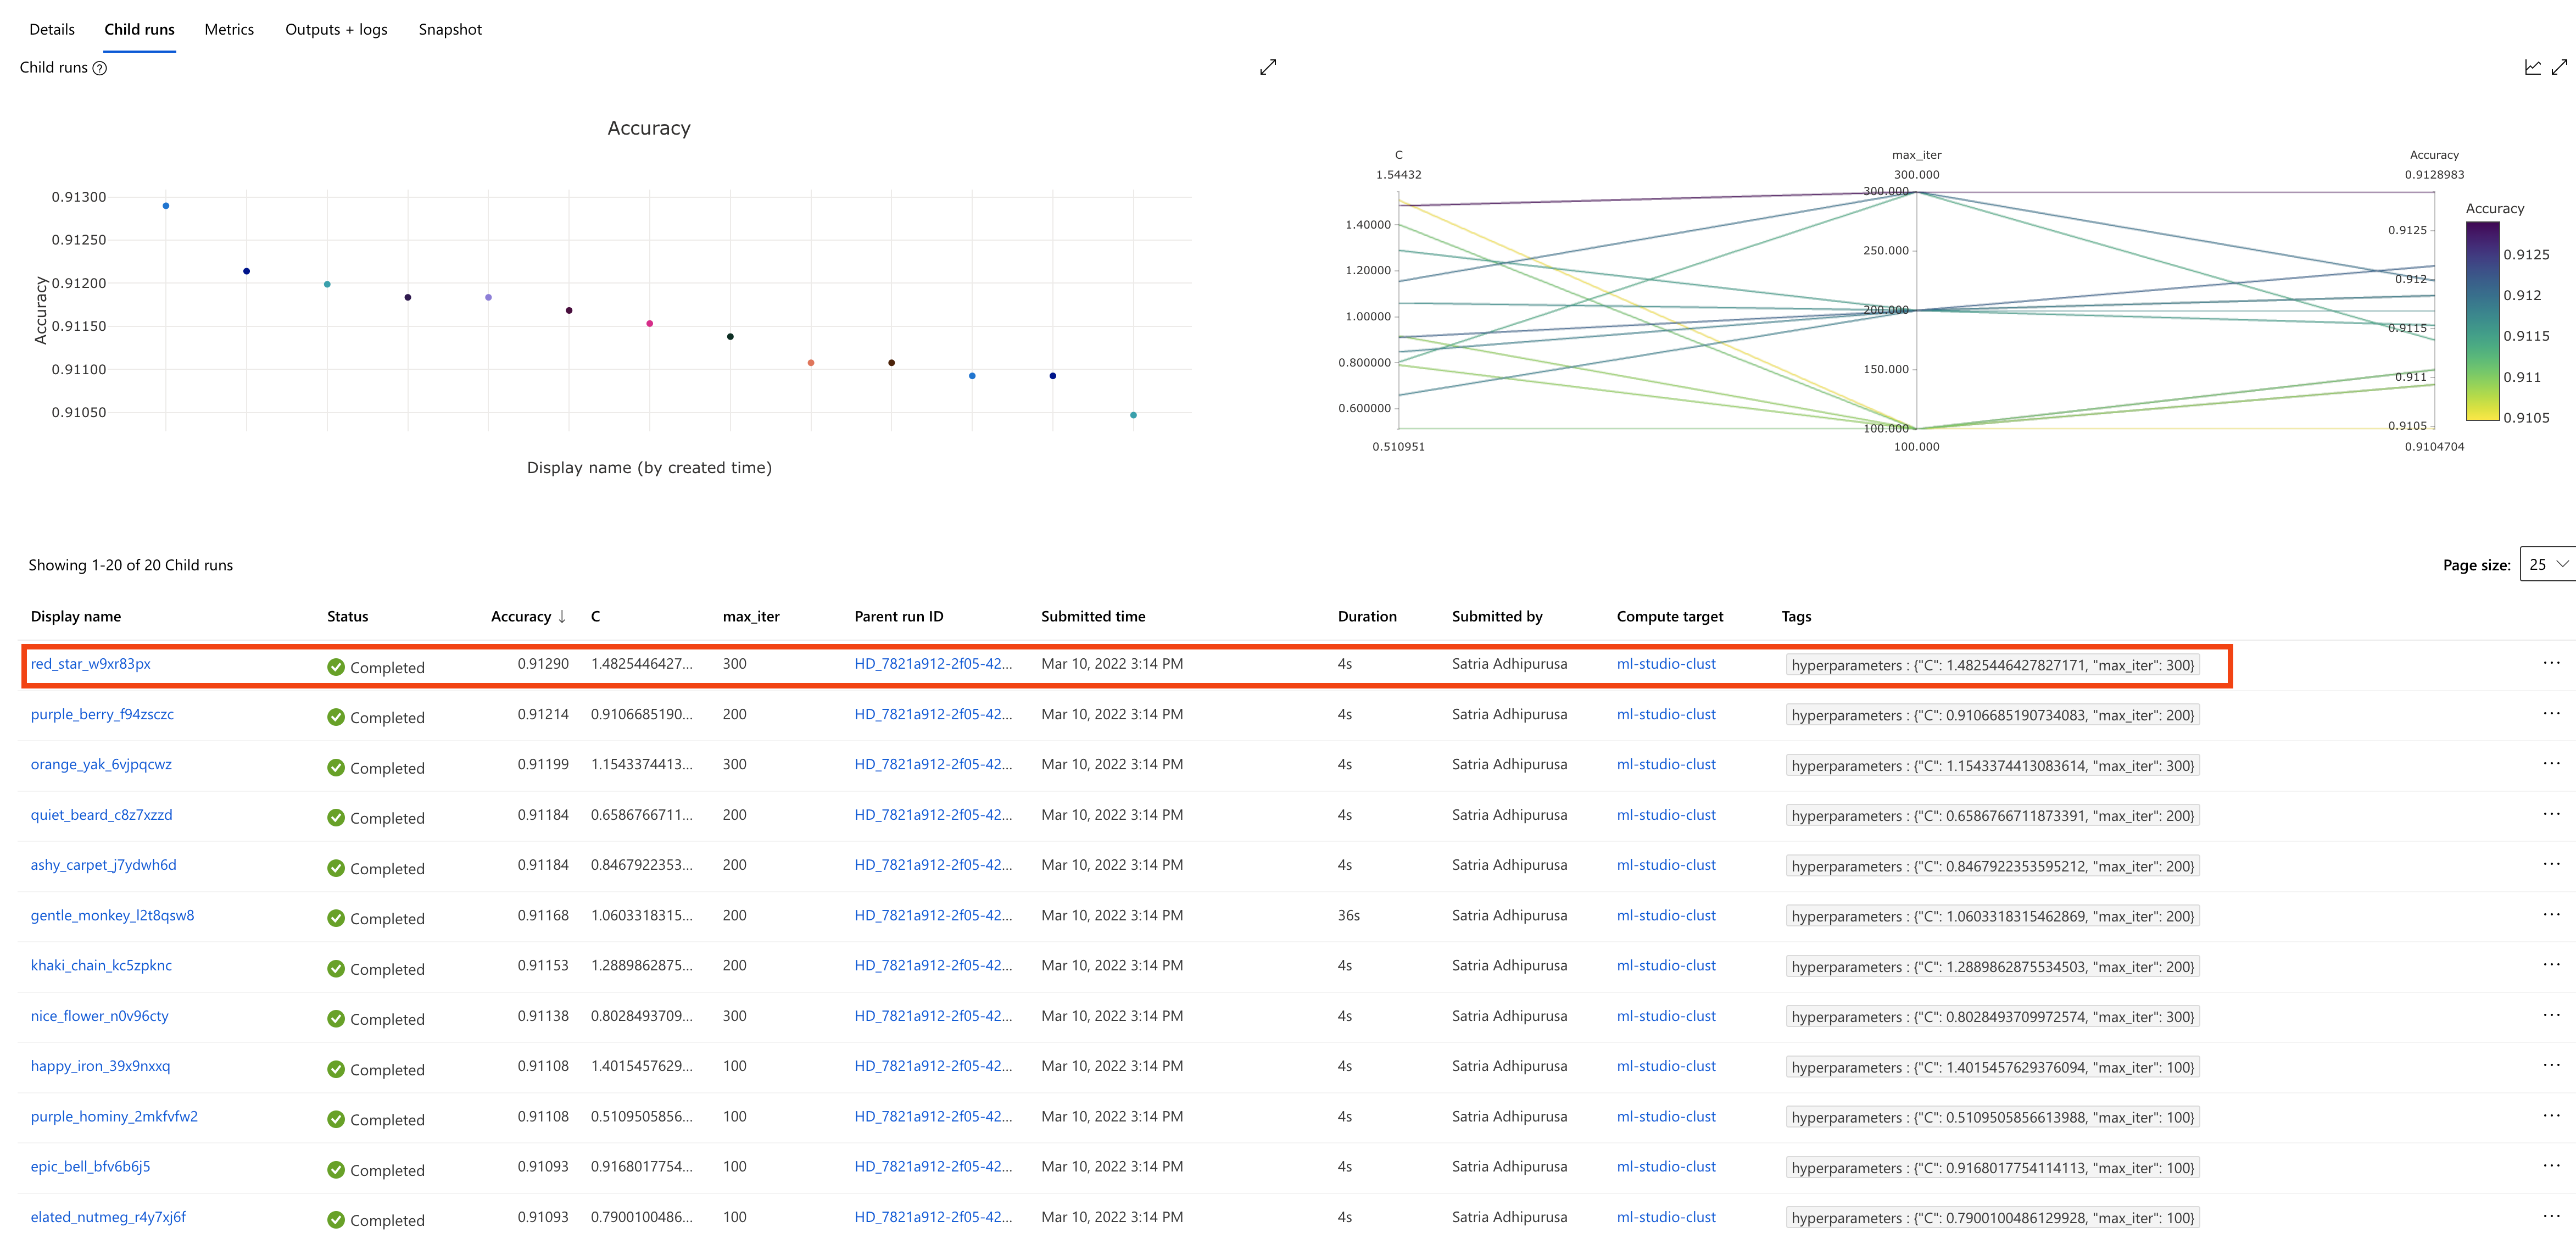 Details Child runs Metrics Outputs + logs Snapshot
Child runs ?
Accuracy
0.91300
0.91250
0.91200
0.91150
0.91100
0.91050
Accuracy
Display name (by created time)
C max_iter Accuracy
1.54432 300.000 0.9128983
1.40000
1.20000
1.00000
0.800000
0.600000
0.510951
300.000
250.000
200.000
150.000
100.000
100.000
0.9125
0.912
0.9115
0.911
0.9105
0.9104704
Accuracy
0.9125
0.912
0.9115
0.911
0.9105
Showing 1-20 of 20 Child runs Page size: 25
Display name Status Accuracy ↓ C max_iter Parent run ID Submitted time Duration Submitted by Compute target Tags
red_star_w9xr83px Completed 0.91290 1.4825446427... 300 HD_7821a912-2f05-42... Mar 10, 2022 3:14 PM 4s Satria Adhipurusa ml-studio-clust hyperparameters : {"C": 1.4825446427827171, "max_iter": 300} ...
purple_berry_f94zsczc Completed 0.91214 0.9106685190... 200 HD_7821a912-2f05-42... Mar 10, 2022 3:14 PM 4s Satria Adhipurusa ml-studio-clust hyperparameters : {"C": 0.9106685190734083, "max_iter": 200} ...
orange_yak_6vjpqcwz Completed 0.91199 1.1543374413... 300 HD_7821a912-2f05-42... Mar 10, 2022 3:14 PM 4s Satria Adhipurusa ml-studio-clust hyperparameters : {"C": 1.1543374413083614, "max_iter": 300} ...
quiet_beard_c8z7xzzd Completed 0.91184 0.6586766711... 200 HD_7821a912-2f05-42... Mar 10, 2022 3:14 PM 4s Satria Adhipurusa ml-studio-clust hyperparameters : {"C": 0.6586766711873391, "max_iter": 200} ...
ashy_carpet_j7ydwh6d Completed 0.91184 0.8467922353... 200 HD_7821a912-2f05-42... Mar 10, 2022 3:14 PM 4s Satria Adhipurusa ml-studio-clust hyperparameters : {"C": 0.8467922353595212, "max_iter": 200} ...
gentle_monkey_l2t8qsw8 Completed 0.91168 1.0603318315... 200 HD_7821a912-2f05-42... Mar 10, 2022 3:14 PM 36s Satria Adhipurusa ml-studio-clust hyperparameters : {"C": 1.0603318315462869, "max_iter": 200} ...
khaki_chain_kc5zpknc Completed 0.91153 1.2889862875... 200 HD_7821a912-2f05-42... Mar 10, 2022 3:14 PM 4s Satria Adhipurusa ml-studio-clust hyperparameters : {"C": 1.2889862875534503, "max_iter": 200} ...
nice_flower_n0v96cty Completed 0.91138 0.8028493709... 300 HD_7821a912-2f05-42... Mar 10, 2022 3:14 PM 4s Satria Adhipurusa ml-studio-clust hyperparameters : {"C": 0.8028493709972574, "max_iter": 300} ...
happy_iron_39x9nxxq Completed 0.91108 1.4015457629... 100 HD_7821a912-2f05-42... Mar 10, 2022 3:14 PM 4s Satria Adhipurusa ml-studio-clust hyperparameters : {"C": 1.4015457629376094, "max_iter": 100} ...
purple_hominy_2mkfvfw2 Completed 0.91108 0.5109505856... 100 HD_7821a912-2f05-42... Mar 10, 2022 3:14 PM 4s Satria Adhipurusa ml-studio-clust hyperparameters : {"C": 0.5109505856613988, "max_iter": 100} ...
epic_bell_bfv6b6j5 Completed 0.91093 0.9168017754... 100 HD_7821a912-2f05-42... Mar 10, 2022 3:14 PM 4s Satria Adhipurusa ml-studio-clust hyperparameters : {"C": 0.9168017754114113, "max_iter": 100} ...
elated_nutmeg_r4y7xj6f Completed 0.91093 0.7900100486... 100 HD_7821a912-2f05-42... Mar 10, 2022 3:14 PM 4s Satria Adhipurusa ml-studio-clust hyperparameters : {"C": 0.7900100486129928, "max_iter": 100} ...